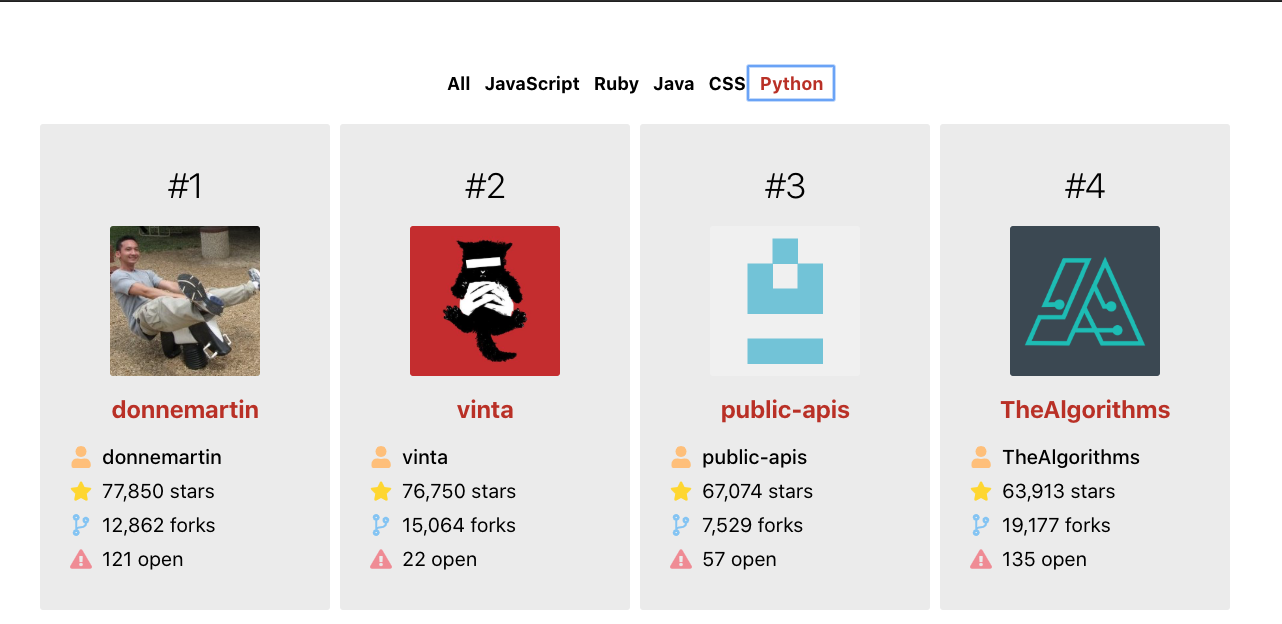 All JavaScript Ruby Java CSS Python
#1
donnemartin
donnemartin
77,850 stars
12,862 forks
121 open
#2
vinta
vinta
76,750 stars
15,064 forks
22 open
#3
public-apis
public-apis
67,074 stars
7,529 forks
57 open
#4
TheAlgorithms
TheAlgorithms
63,913 stars
19,177 forks
135 open